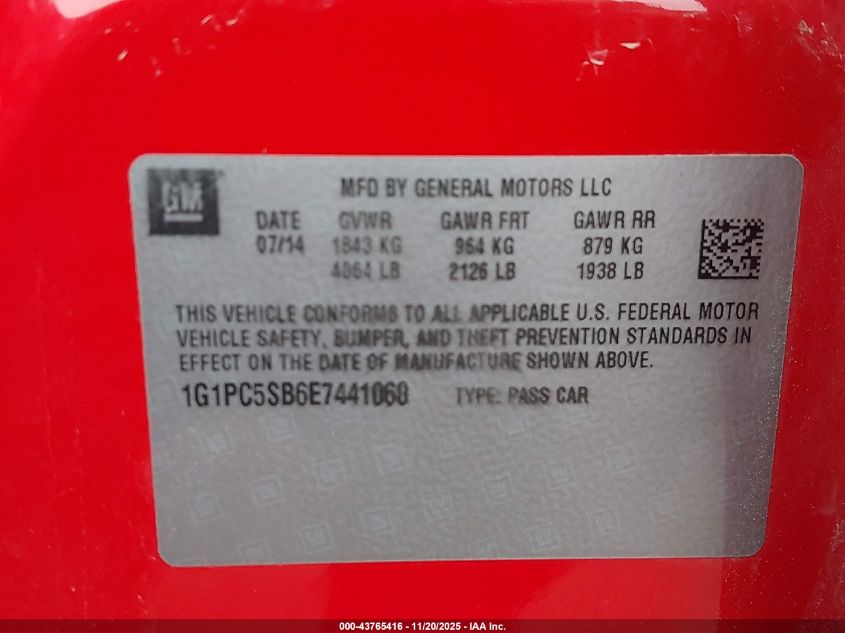 GM
MFD BY GENERAL MOTORS LLC
DATE GVWR GAWR FRT GAWR RR
07/14 1843 KG 964 KG 879 KG
4064 LB 2126 LB 1938 LB
THIS VEHICLE CONFORMS TO ALL APPLICABLE U.S. FEDERAL MOTOR
VEHICLE SAFETY, BUMPER, AND THEFT PREVENTION STANDARDS IN
EFFECT ON THE DATE OF MANUFACTURE SHOWN ABOVE.
1G1PC5SB6E7441060 TYPE: PASS CAR
000-43765416 - 11/20/2025 - IAA Inc.